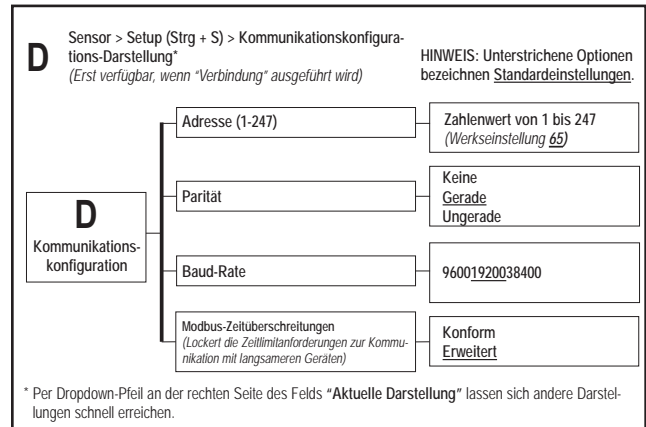 D
Sensor > Setup (Strg + S) > Kommunikationskonfigura-
tions-Darstellung*
(Erst verfügbar, wenn "Verbindung" ausgeführt wird)
HINWEIS: Unterstrichene Optionen
bezeichnen Standardeinstellungen.
Adresse (1-247)
Zahlenwert von 1 bis 247
(Werkseinstellung 65)
Parität
Keine
Gerade
Ungerade
D
Kommunikations-
konfiguration
Baud-Rate
96001920038400
Modbus-Zeitüberschreitungen
(Lockert die Zeitlimitanforderungen zur Kommu-
nikation mit langsameren Geräten)
Konform
Erweitert
* Per Dropdown-Pfeil an der rechten Seite des Felds "Aktuelle Darstellung" lassen sich andere Darstel-
lungen schnell erreichen.